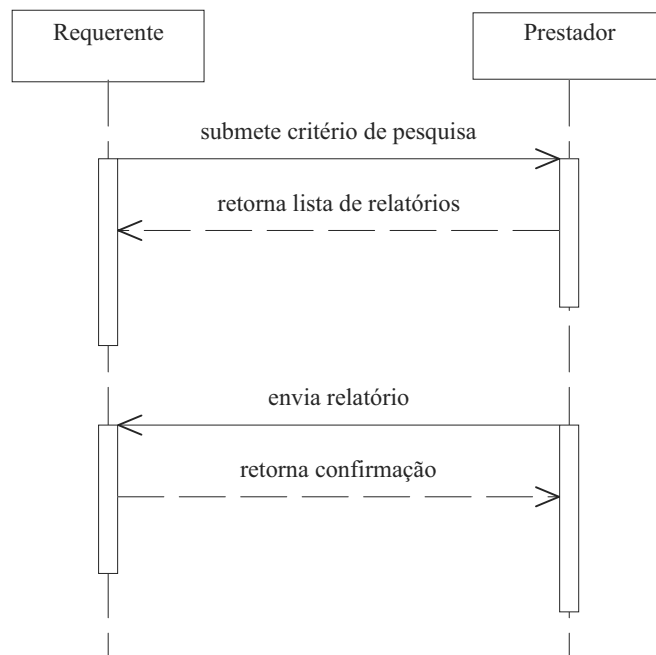 Requerente
Prestador
submete critério de pesquisa
retorna lista de relatórios
envia relatório
retorna confirmação